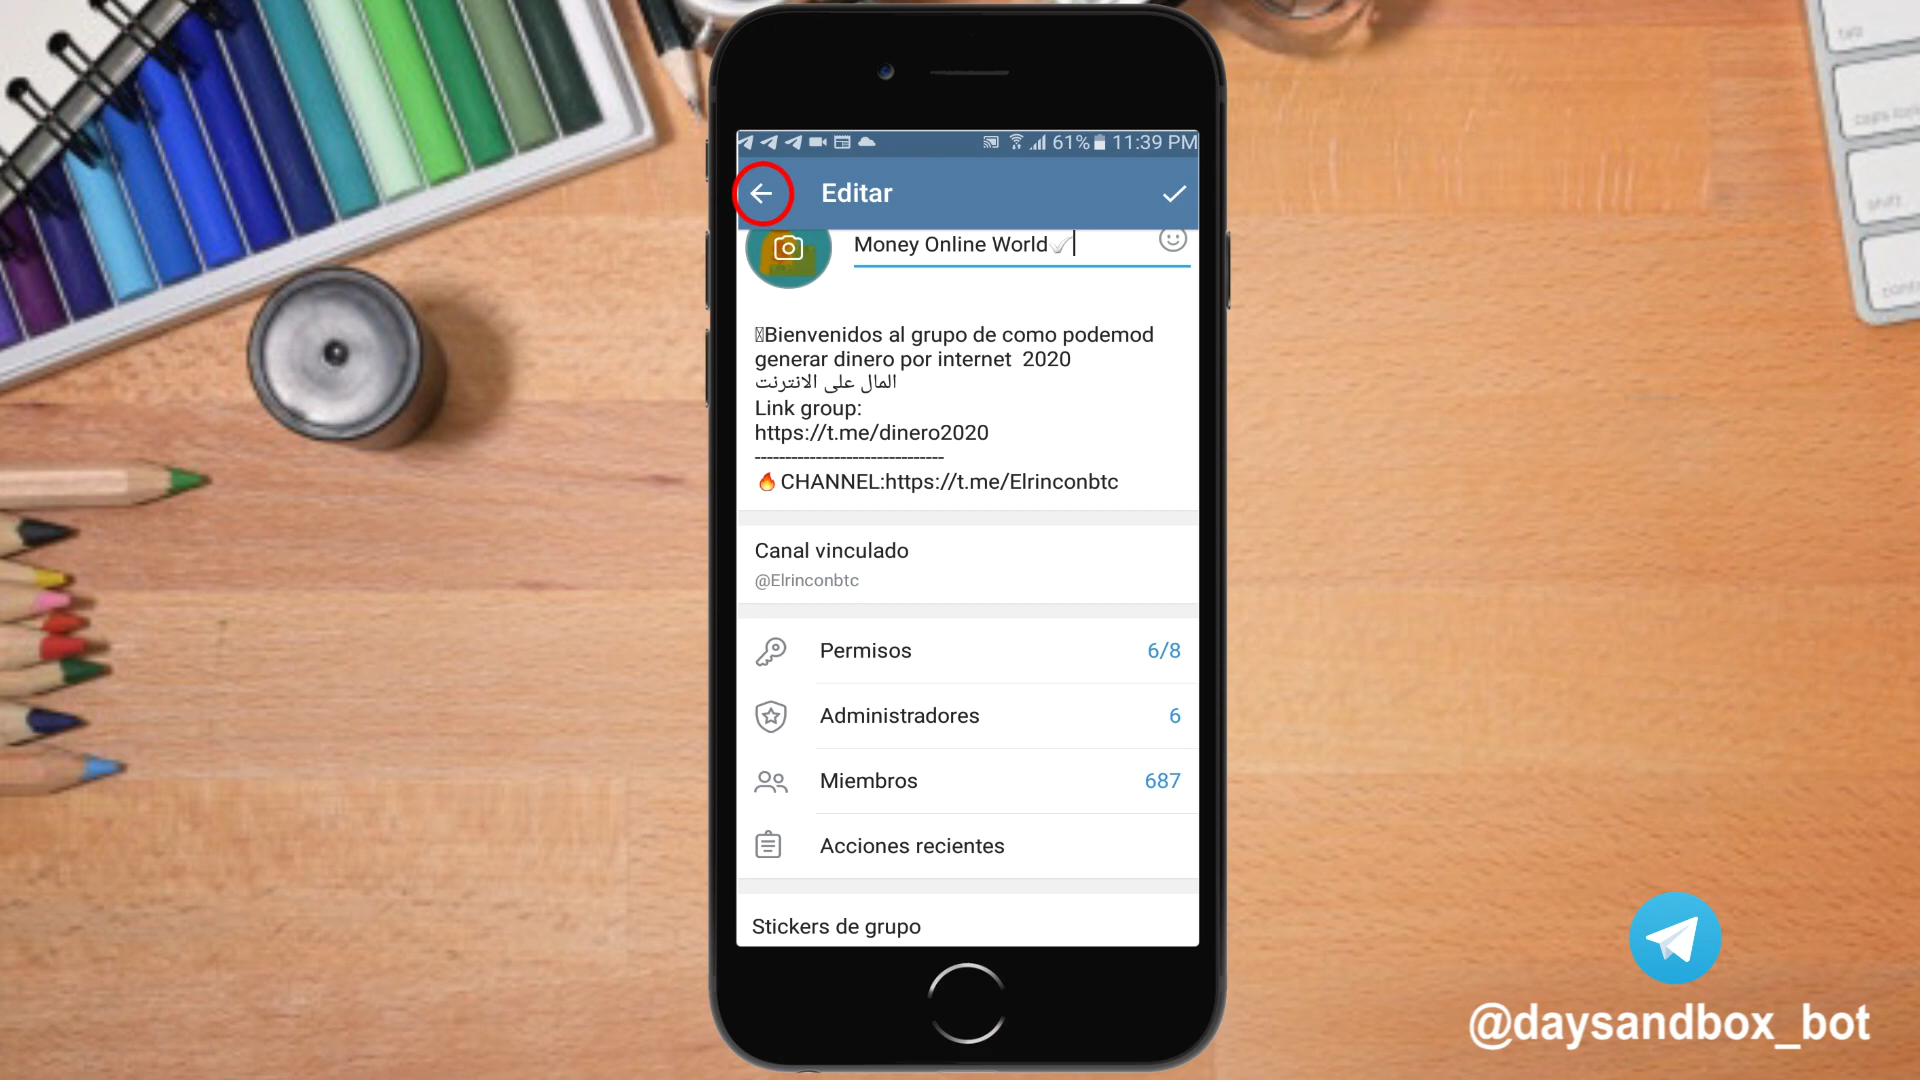 61% 11:39 PM
Editar
Money Online World
Bienvenidos al grupo de como podemod
generar dinero por internet 2020
المال على الانترنت
Link group:
https://t.me/dinero2020
-------------------------------
🔥CHANNEL:https://t.me/Elrinconbtc
Canal vinculado
@Elrinconbtc
Permisos 6/8
Administradores 6
Miembros 687
Acciones recientes
Stickers de grupo
@daysandbox_bot